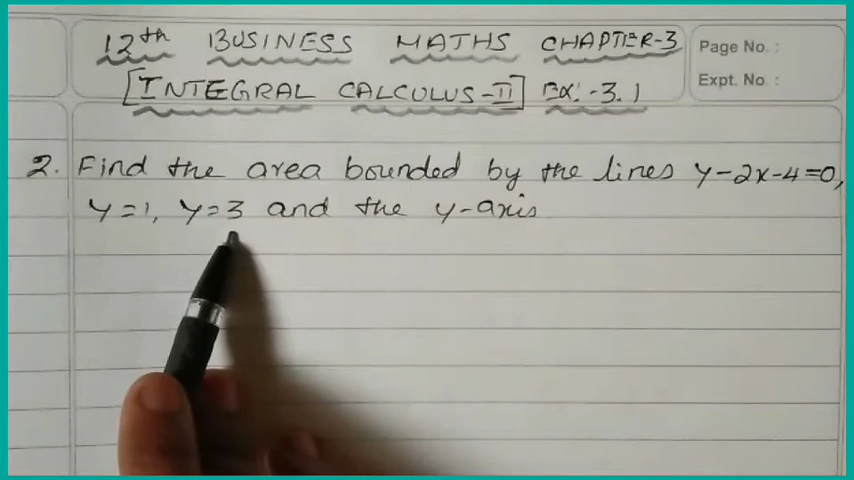 12th BUSINESS MATHS CHAPTER-3
[INTEGRAL CALCULUS-II] EX:-3.1
Page No. :
Expt. No. :
2. Find the area bounded by the lines y-2x-4=0,
y=1, y=3 and the y-axis